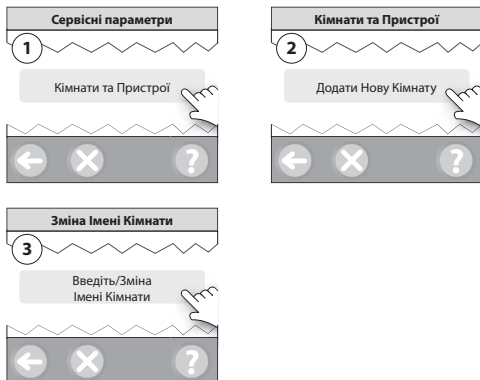 Сервісні параметри
1
Кімнати та Пристрої
?
Кімнати та Пристрої
2
Додати Нову Кімнату
?
Зміна Імені Кімнати
3
Введіть/Зміна
Імені Кімнати
?